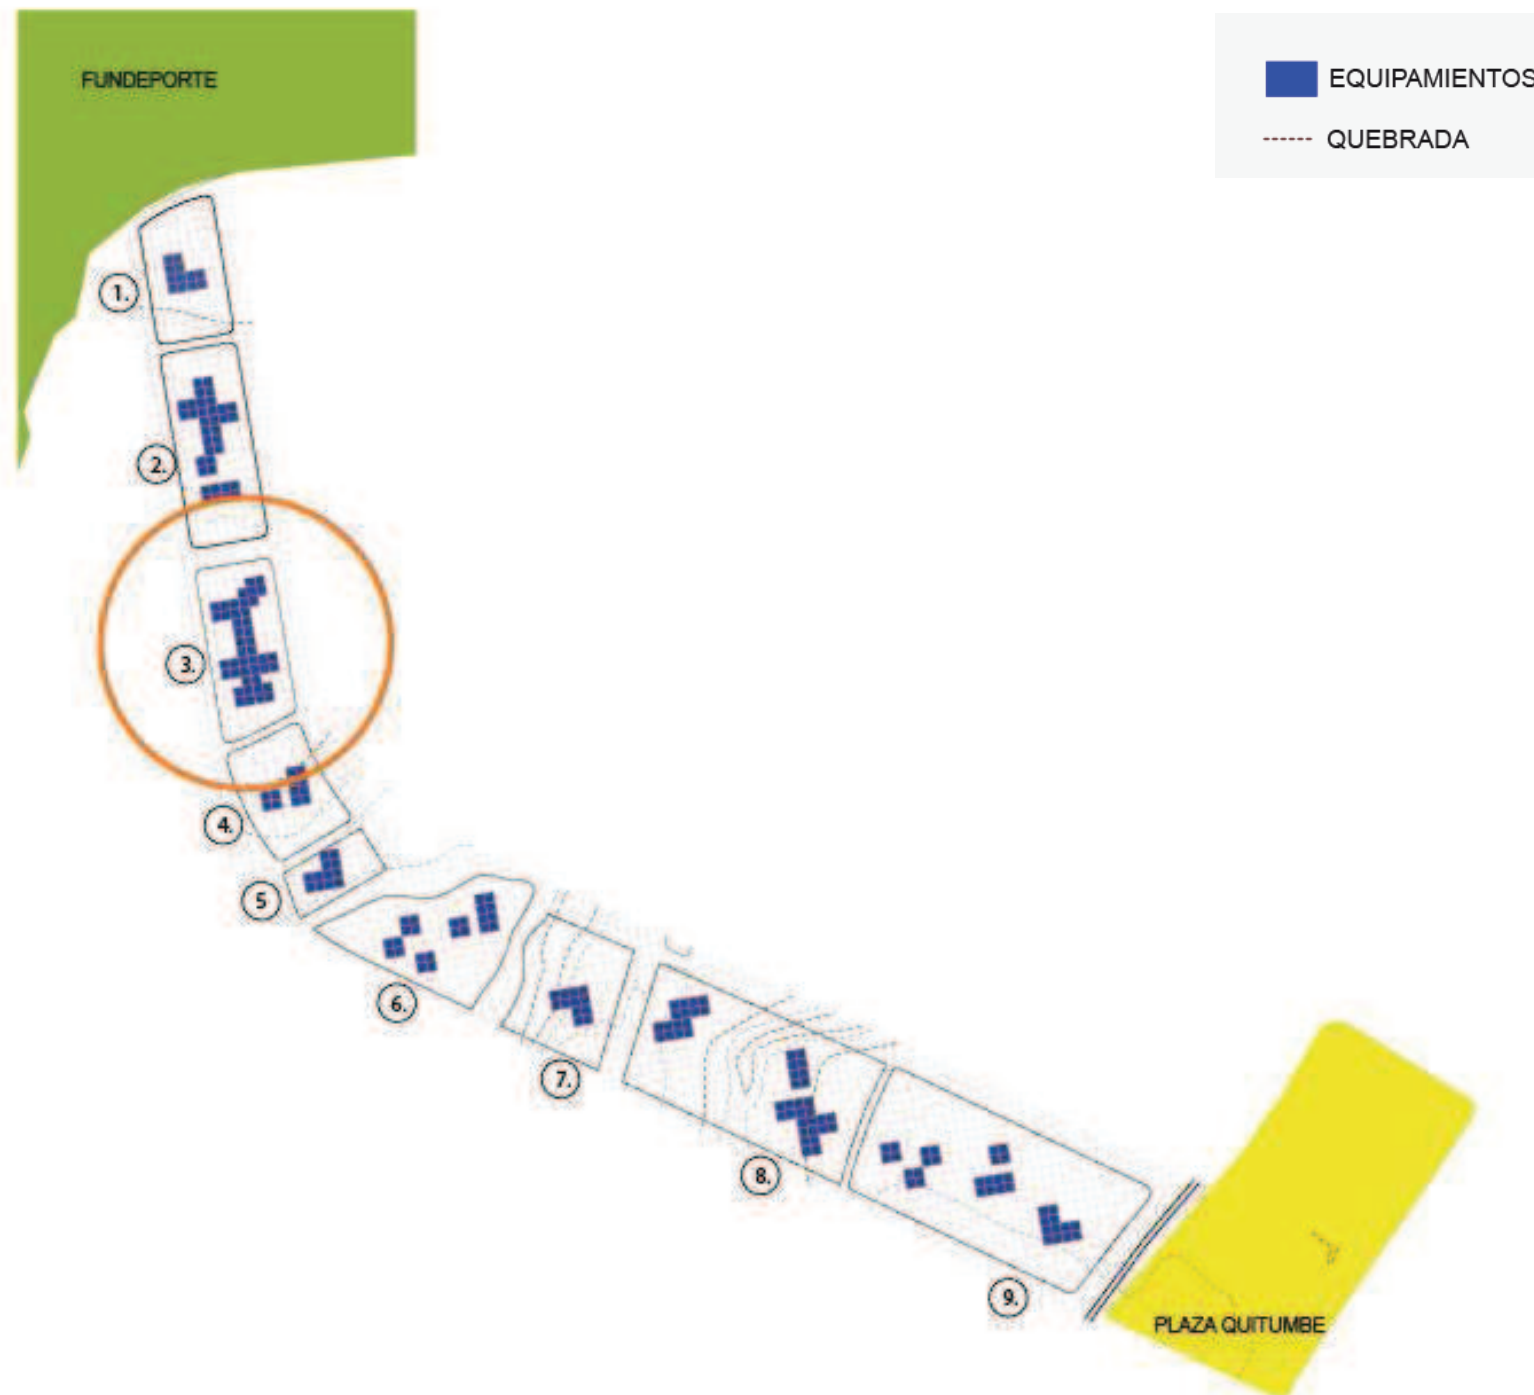 FUNDEPORTE
EQUIPAMIENTOS
QUEBRADA
1.
2.
3.
4.
5
6.
7.
8.
9.
PLAZA QUITUMBE